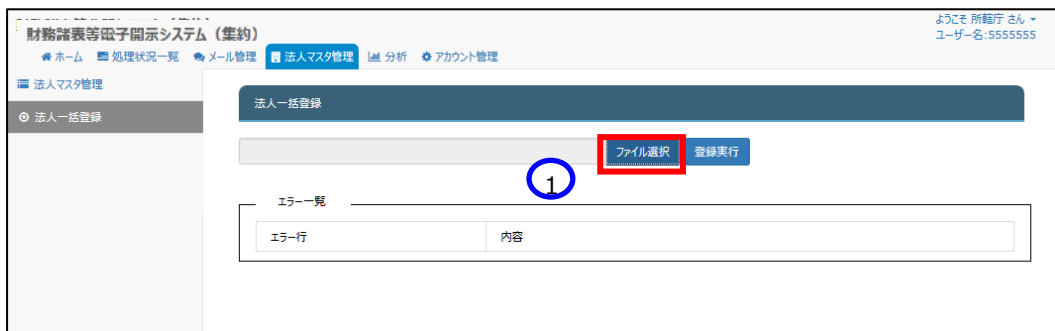 財務諸表等電子開示システム（集約）
ようこそ 所轄庁 さん
ユーザー名:5555555
ホーム 処理状況一覧 メール管理 法人マスタ管理 分析 アカウント管理
法人マスタ管理
法人一括登録
法人一括登録
ファイル選択 登録実行
1
エラー一覧
エラー行 内容